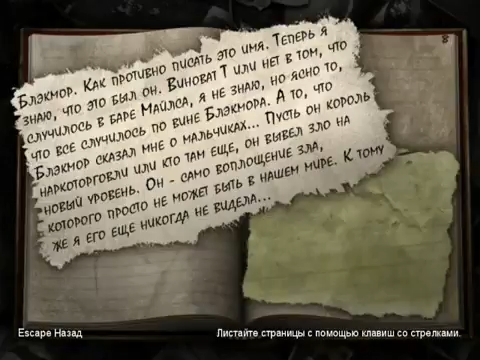 8
Блэкмор. Как противно писать это имя. Теперь я
знаю, что это был он. Виноват Т или нет в том, что
случилось в баре Майлса, я не знаю, но ясно то,
что все случилось по вине Блэкмора. А то, что
Блэкмор сказал мне о мальчиках... Пусть он король
наркоторговли или кто там еще, он вывел зло на
новый уровень. Он - само воплощение зла,
которого просто не может быть в нашем мире. К тому
же я его еще никогда не видела...
Escape Назад
Листайте страницы с помощью клавиш со стрелками.